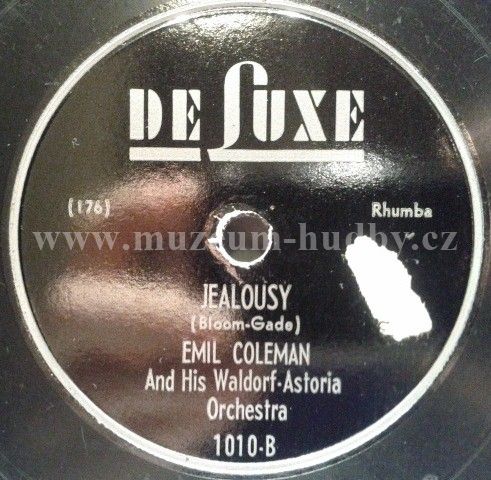 DE LUXE
(176)
Rhumba
www.muzeum-hudby.cz
JEALOUSY
(Bloom-Gade)
EMIL COLEMAN
And His Waldorf-Astoria
Orchestra
1010-B